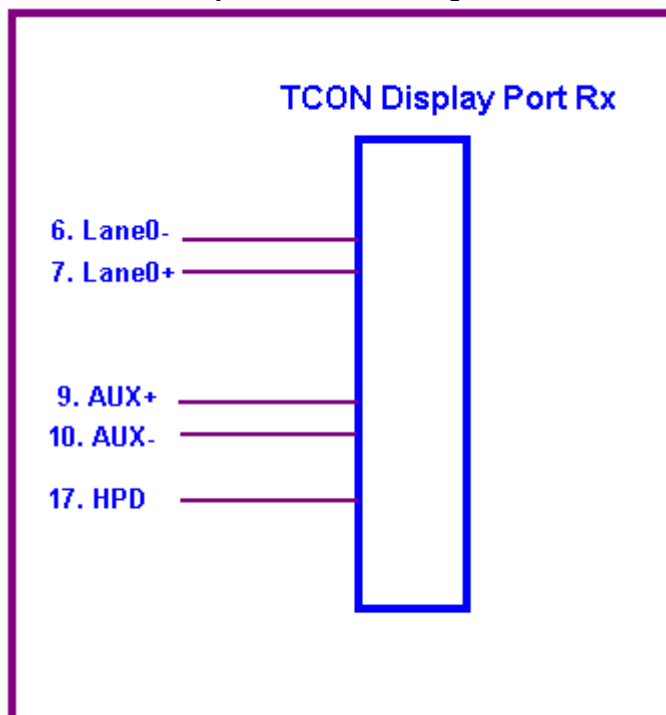 TCON Display Port Rx
6. Lane0-
7. Lane0+
9. AUX+
10. AUX-
17. HPD